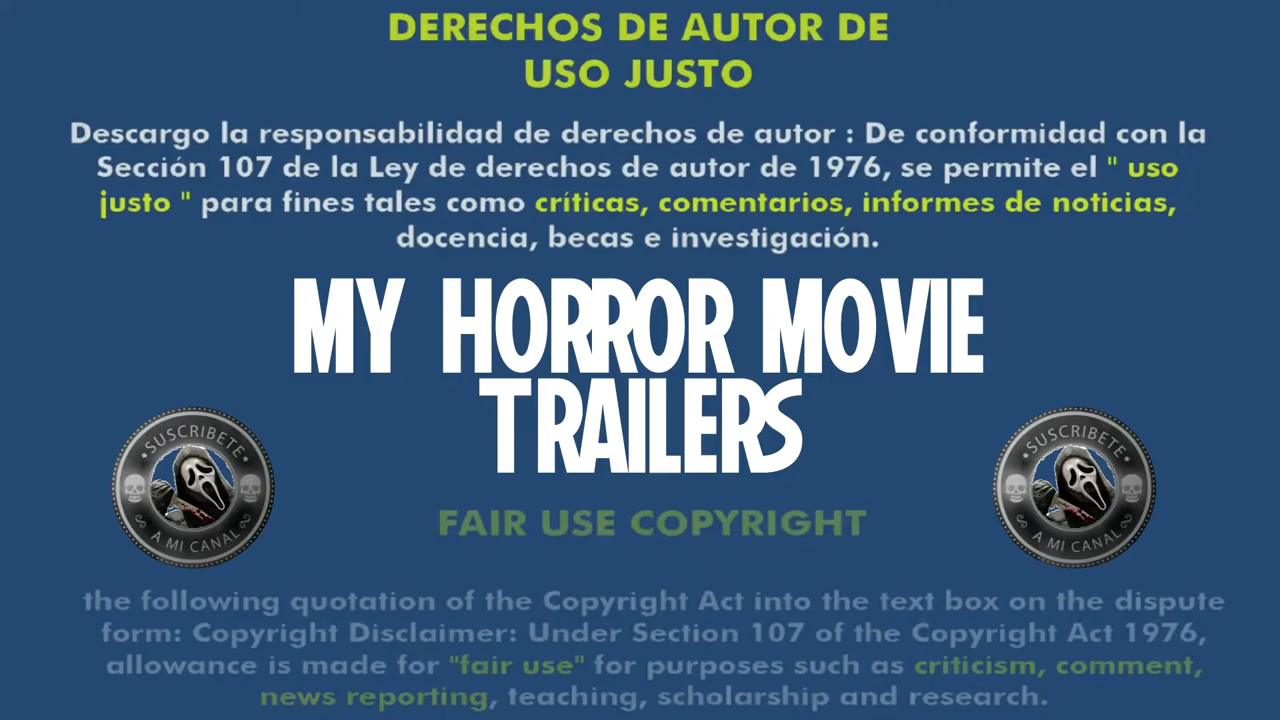 DERECHOS DE AUTOR DE
USO JUSTO
Descargo la responsabilidad de derechos de autor : De conformidad con la
Sección 107 de la Ley de derechos de autor de 1976, se permite el " uso
justo " para fines tales como críticas, comentarios, informes de noticias,
docencia, becas e investigación.
MY HORROR MOVIE
TRAILERS
SUSCRIBETE
A MI CANAL
SUSCRIBETE
A MI CANAL
FAIR USE COPYRIGHT
the following quotation of the Copyright Act into the text box on the dispute
form: Copyright Disclaimer: Under Section 107 of the Copyright Act 1976,
allowance is made for "fair use" for purposes such as criticism, comment,
news reporting, teaching, scholarship and research.